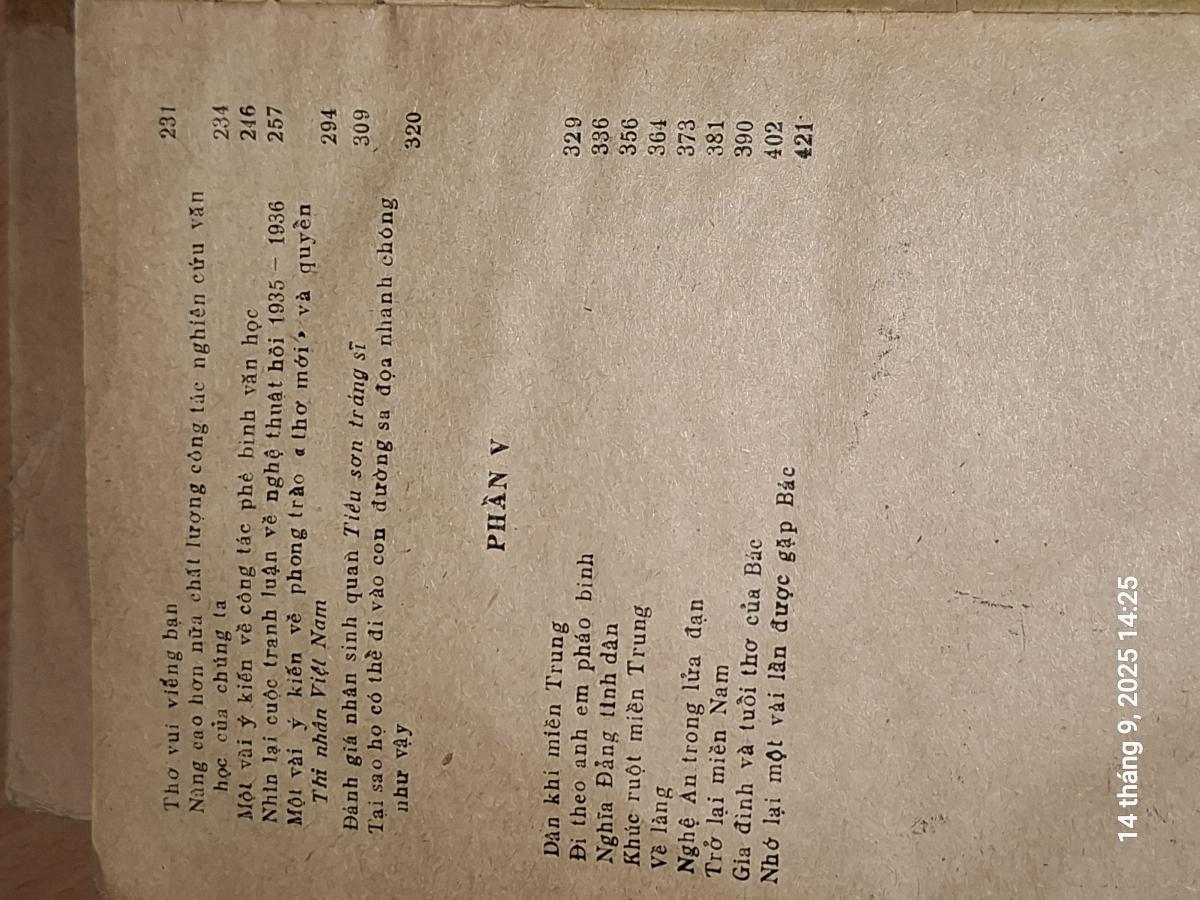 Thơ vui viếng bạn 231
Nâng cao hơn nữa chất lượng công tác nghiên cứu văn
học của chúng ta 234
Một vài ý kiến về công tác phê bình văn học 246
Nhìn lại cuộc tranh luận về nghệ thuật hồi 1935 — 1936 257
Một vài ý kiến về phong trào « thơ mới » và quyền
Thi nhân Việt Nam 294
Đánh giá nhân sinh quan Tiêu sơn tráng sĩ 309
Tại sao họ có thể đi vào con đường sa đọa nhanh chóng
như vậy 320
PHẦN V
Dân khí miền Trung 329
Đi theo anh em pháo binh 336
Nghĩa Đảng tình dân 356
Khúc ruột miền Trung 364
Về làng 373
Nghệ An trong lửa đạn 381
Trở lại miền Nam 390
Gia đình và tuổi thơ của Bác 402
Nhớ lại một vài lần được gặp Bác 421
14 tháng 9, 2025 14:25